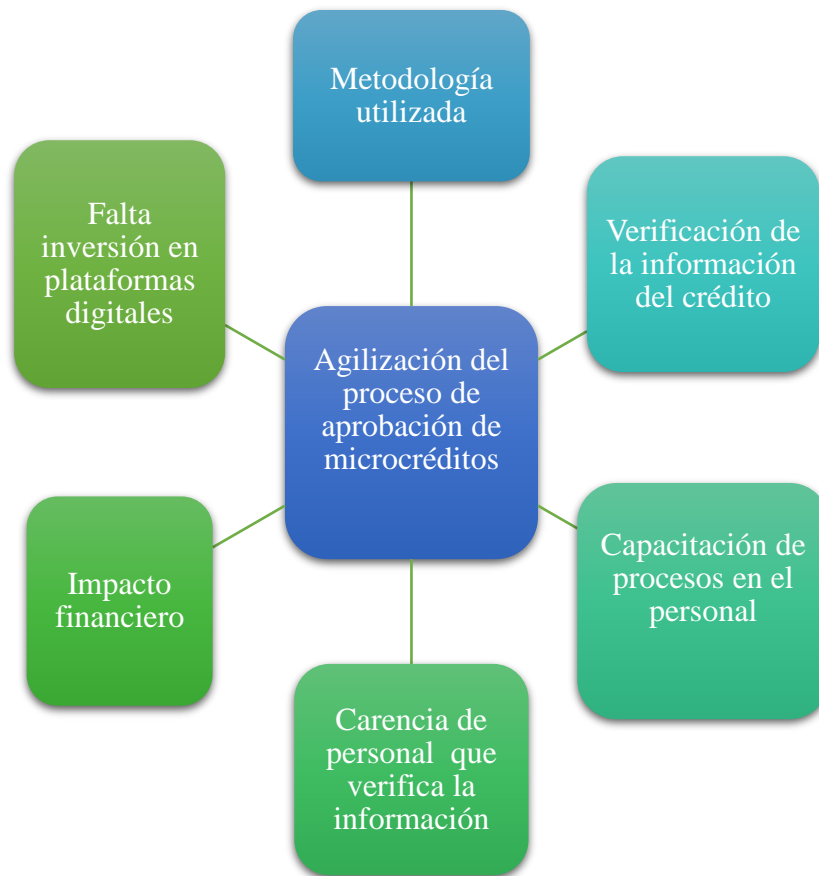 Metodología
utilizada
Verificación de
la información
del crédito
Capacitación de
procesos en el
personal
Carencia de
personal que
verifica la
información
Impacto
financiero
Falta
inversión en
plataformas
digitales
Agilización del
proceso de
aprobación de
microcréditos